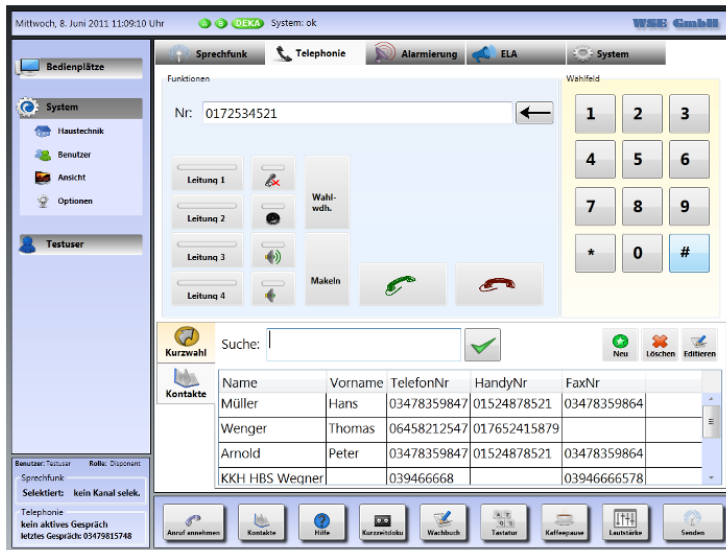 Mittwoch, 8. Juni 2011 11:09:10 Uhr
A B DEKA System: ok
WSE GmbH
Bedienplätze
System
Haustechnik
Benutzer
Ansicht
Optionen
Testuser
Sprechfunk Telephonie Alarmierung ELA System
Funktionen
Nr: 0172534521
Leitung 1
Leitung 2
Leitung 3
Leitung 4
Wahl-
wdh.
Makeln
Wahlfeld
1 2 3
4 5 6
7 8 9
* 0 #
Kurzwahl
Kontakte
Suche:
Neu Löschen Editieren
Name Vorname TelefonNr HandyNr FaxNr
Müller Hans 03478359847 01524878521 03478359864
Wenger Thomas 06458212547 017652415879
Arnold Peter 03478359847 01524878521 03478359864
KKH HBS Wegner 039466668 03946666578
Benutzer: Testuser Rolle: Disponent
Sprechfunk
Selektiert: kein Kanal selek.
Telephonie
kein aktives Gespräch
letztes Gespräch: 03479815748
Anruf annehmen Kontakte Hilfe Kurzzeitdoku Wachbuch Tastatur Kaffeepause Lautstärke Senden